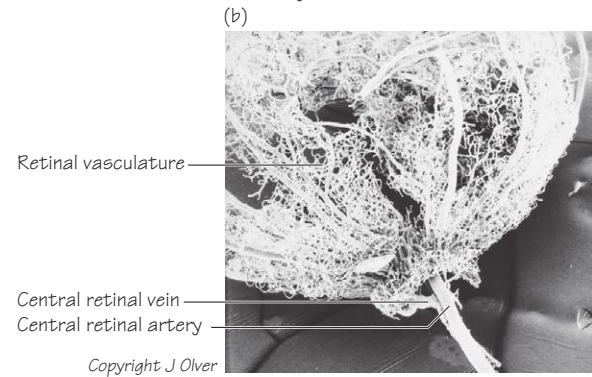 (b)
Retinal vasculature
Central retinal vein
Central retinal artery
Copyright J Olver